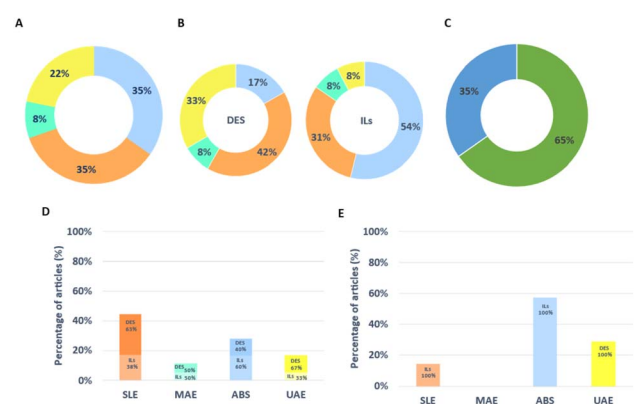 A
B
C
22%
35%
8%
35%
33%
17%
DES
8%
42%
8%
8%
ILs
31%
54%
35%
65%
D
E
Percentage of articles (%)
100%
80%
60%
40%
20%
0%
DES
63%
ILs
38%
DES 50%
ILs 50%
DES
40%
ILs
60%
DES
67%
ILs 33%
SLE
MAE
ABS
UAE
Percentage of articles (%)
100%
80%
60%
40%
20%
0%
ILs
100%
ILs
100%
DES
100%
SLE
MAE
ABS
UAE